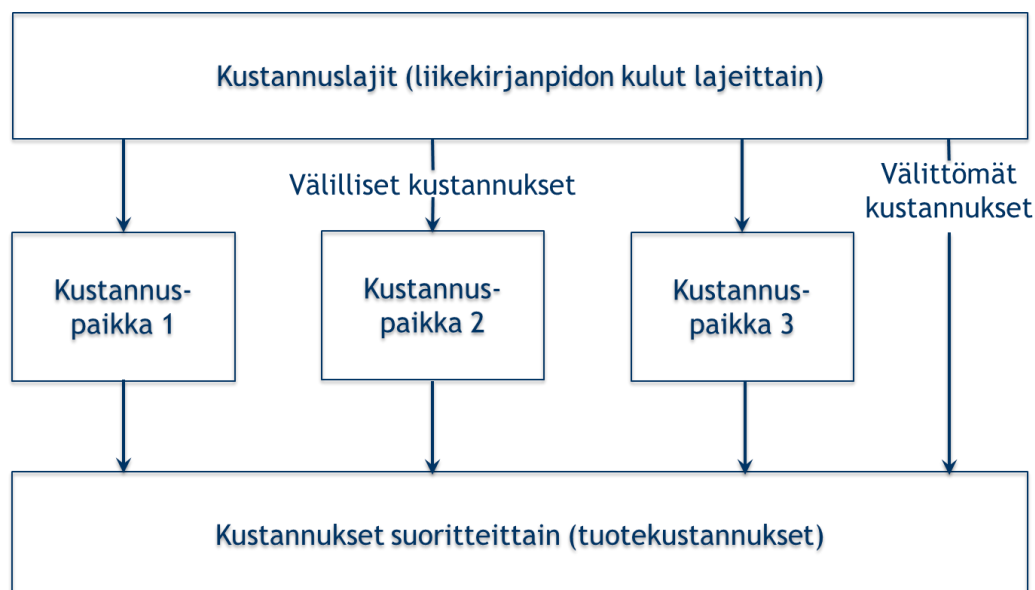 Kustannuslajit (liikekirjanpidon kulut lajeittain)
Välilliset kustannukset
Välittömät
kustannukset
Kustannus-
paikka 1
Kustannus-
paikka 2
Kustannus-
paikka 3
Kustannukset suoritteittain (tuotekustannukset)